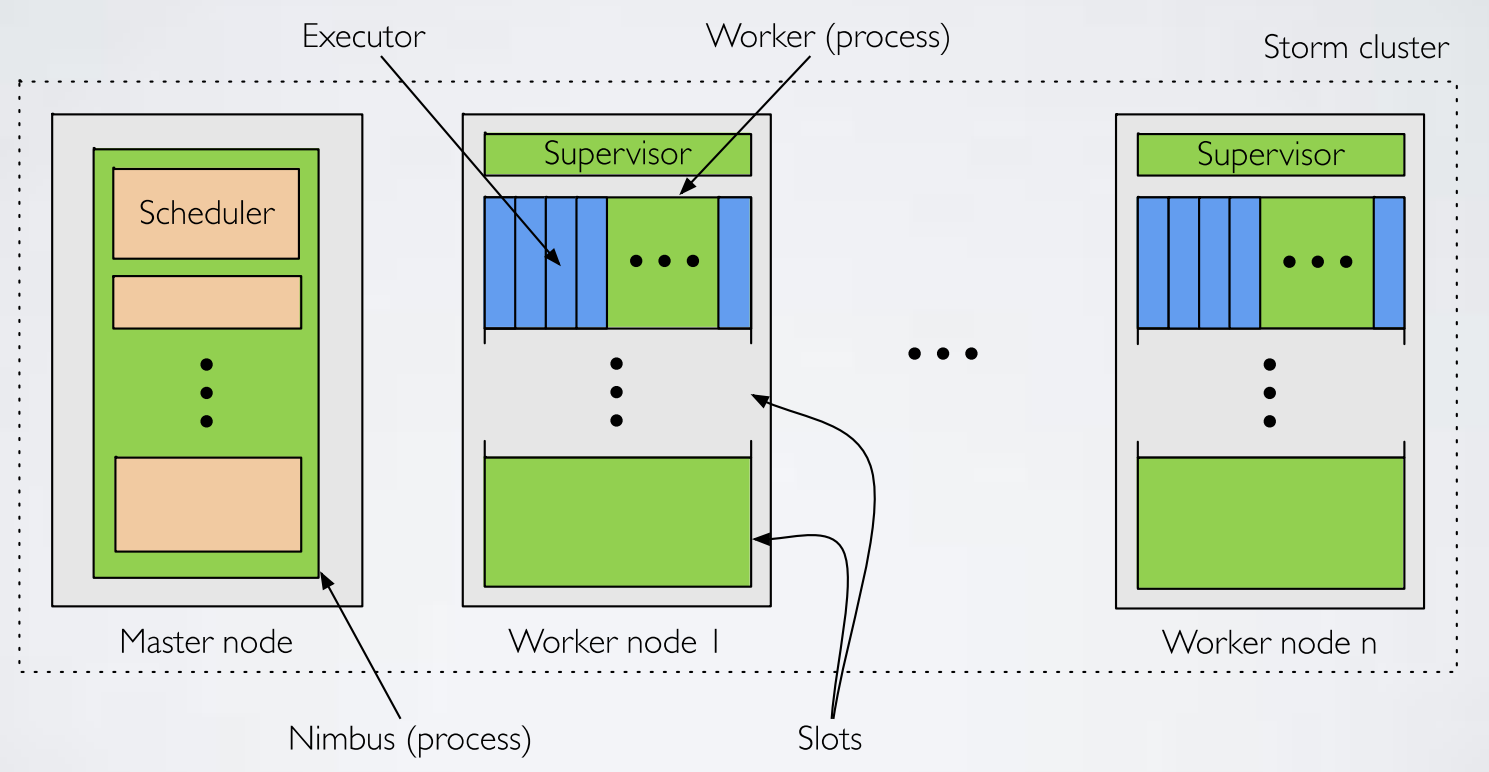 Executor
Worker (process)
Storm cluster
Supervisor
Supervisor
Scheduler
Master node
Worker node 1
Worker node n
Nimbus (process)
Slots